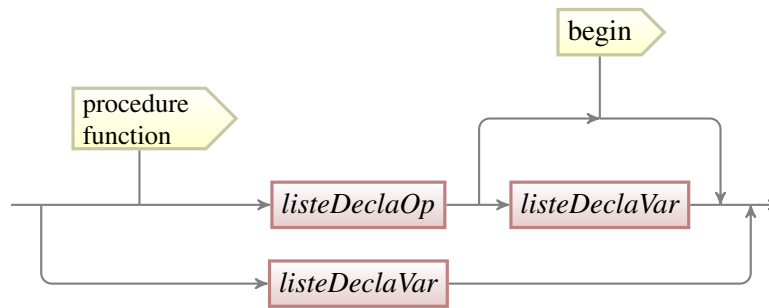 begin
procedure
function
listeDeclaOp
listeDeclaVar
listeDeclaVar